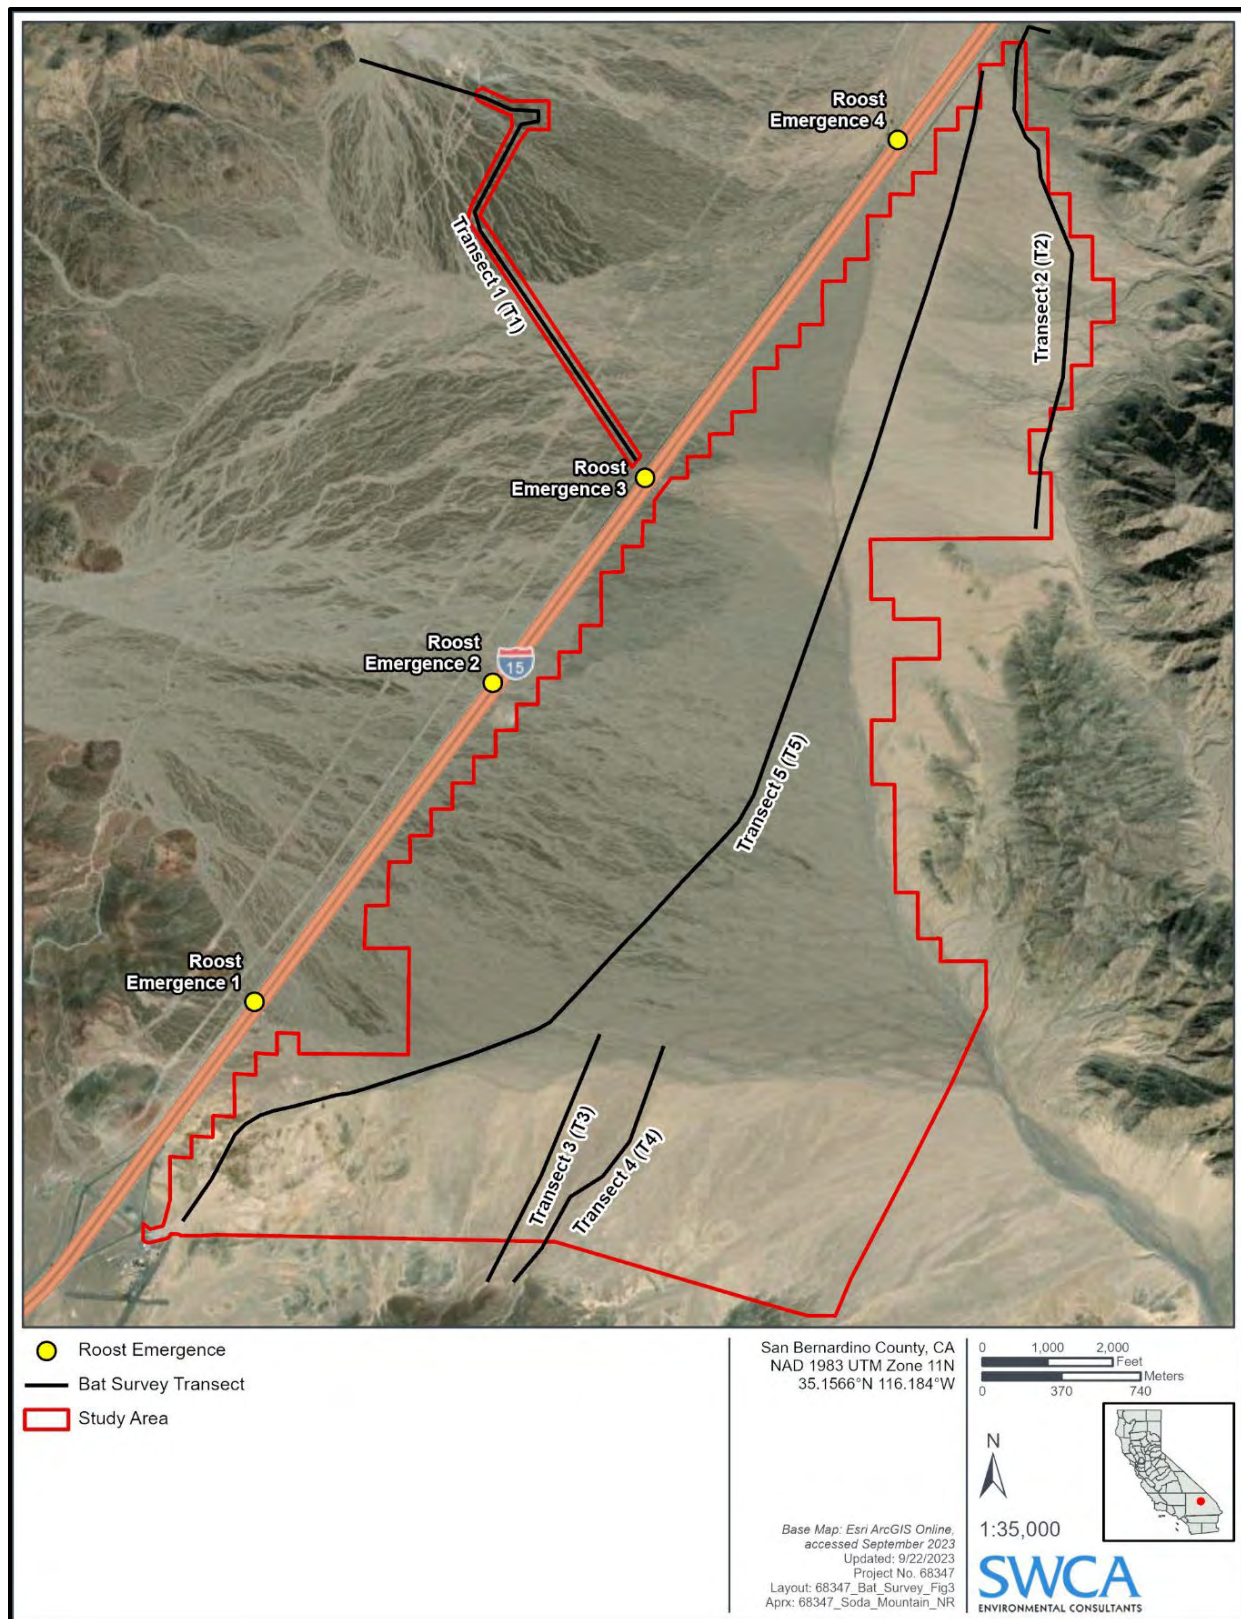 Roost
Emergence 4
Transect 1 (T1)
Transect 2 (T2)
Roost
Emergence 3
Roost
Emergence 2
15
Transect 5 (T5)
Roost
Emergence 1
Transect 3 (T3)
Transect 4 (T4)
Roost Emergence
Bat Survey Transect
Study Area
San Bernardino County, CA
NAD 1983 UTM Zone 11N
35.1566°N 116.184°W
0 1,000 2,000
Feet
Meters
0 370 740
N
1:35,000
Base Map: Esri ArcGIS Online,
accessed September 2023
Updated: 9/22/2023
Project No. 68347
Layout: 68347_Bat_Survey_Fig3
Aprx: 68347_Soda_Mountain_NR
SWCA
ENVIRONMENTAL CONSULTANTS